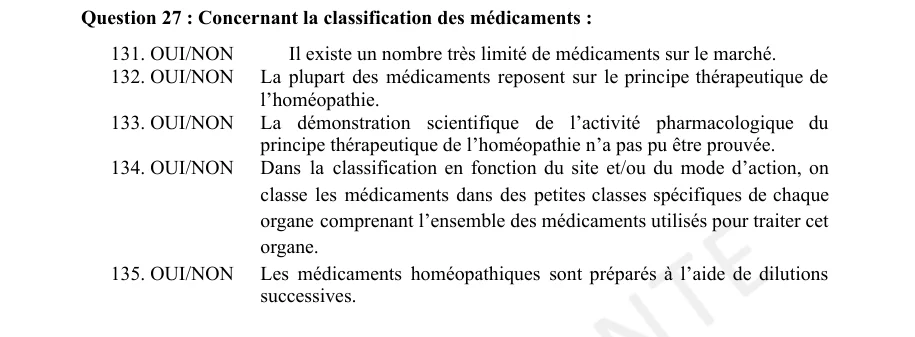 Question 27 : Concernant la classification des médicaments :
131. OUI/NON Il existe un nombre très limité de médicaments sur le marché.
132. OUI/NON La plupart des médicaments reposent sur le principe thérapeutique de
l’homéopathie.
133. OUI/NON La démonstration scientifique de l’activité pharmacologique du
principe thérapeutique de l’homéopathie n’a pas pu être prouvée.
134. OUI/NON Dans la classification en fonction du site et/ou du mode d’action, on
classe les médicaments dans des petites classes spécifiques de chaque
organe comprenant l’ensemble des médicaments utilisés pour traiter cet
organe.
135. OUI/NON Les médicaments homéopathiques sont préparés à l’aide de dilutions
successives.